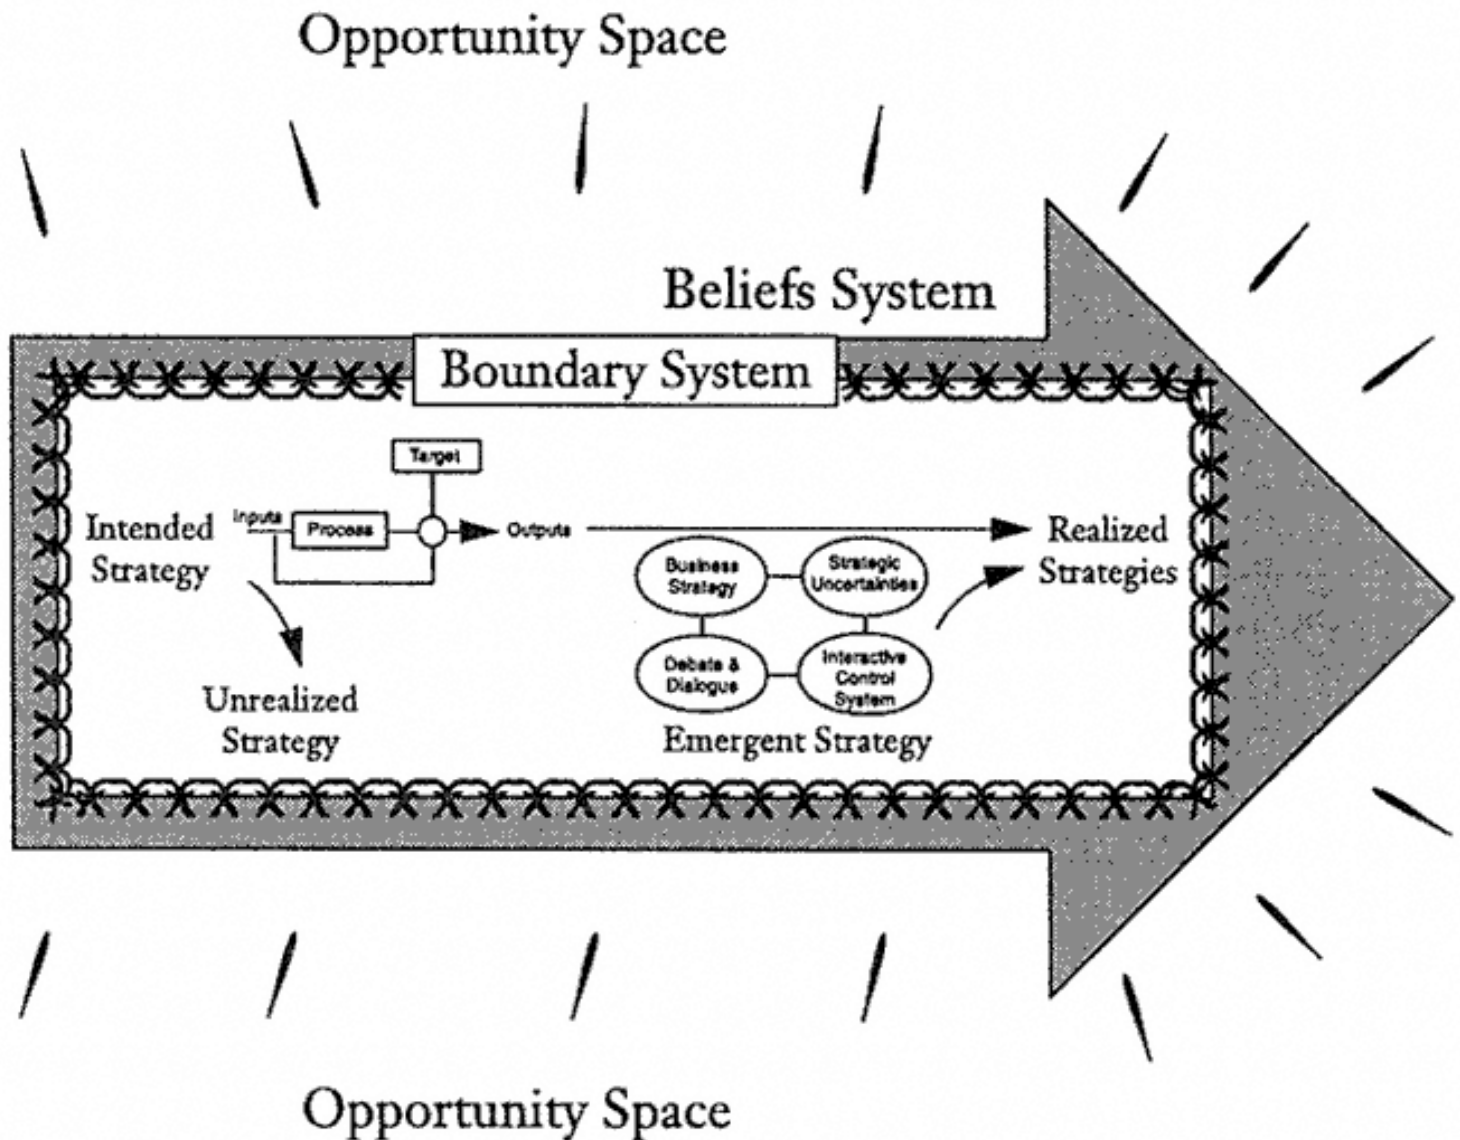 Opportunity Space
Beliefs System
Boundary System
Target
Intended
Strategy
Inputs
Process
Outputs
Realized
Strategies
Business
Strategy
Strategic
Uncertainties
Debate &
Dialogue
Interactive
Control
System
Unrealized
Strategy
Emergent Strategy
Opportunity Space